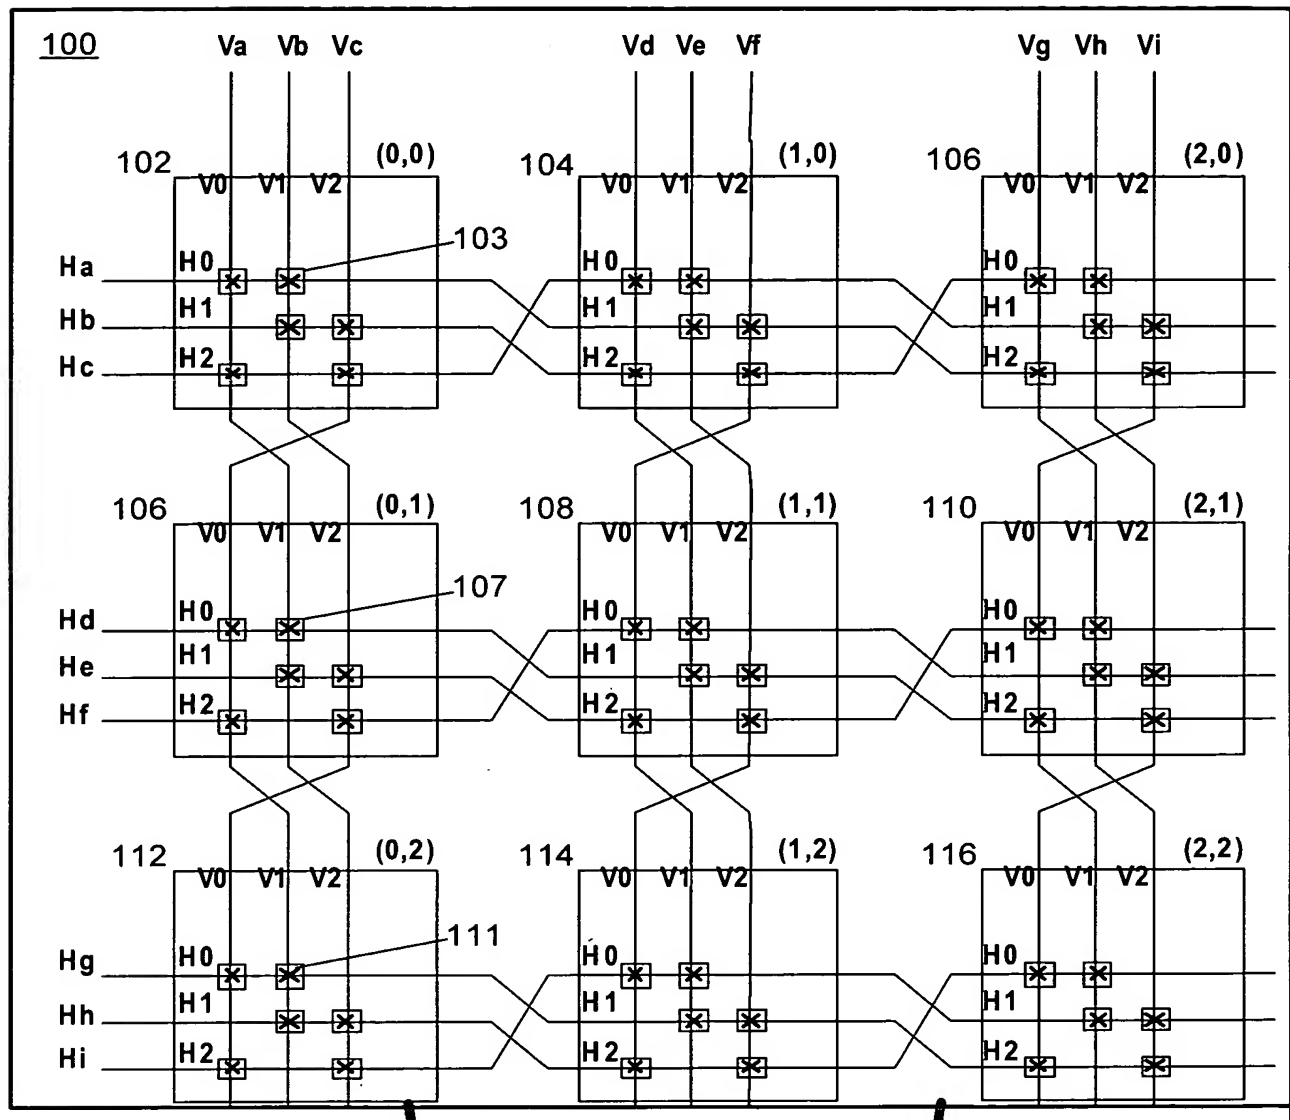 100 Va Vb Vc Vd Ve Vf Vg Vh Vi
102 (0,0) 104 (1,0) 106 (2,0)
V0 V1 V2 V0 V1 V2 V0 V1 V2
103
Ha H0 H0 H0
Hb H1 H1 H1
Hc H2 H2 H2
106 (0,1) 108 (1,1) 110 (2,1)
V0 V1 V2 V0 V1 V2 V0 V1 V2
107
Hd H0 H0 H0
He H1 H1 H1
Hf H2 H2 H2
112 (0,2) 114 (1,2) 116 (2,2)
V0 V1 V2 V0 V1 V2 V0 V1 V2
111
Hg H0 H0 H0
Hh H1 H1 H1
Hi H2 H2 H2